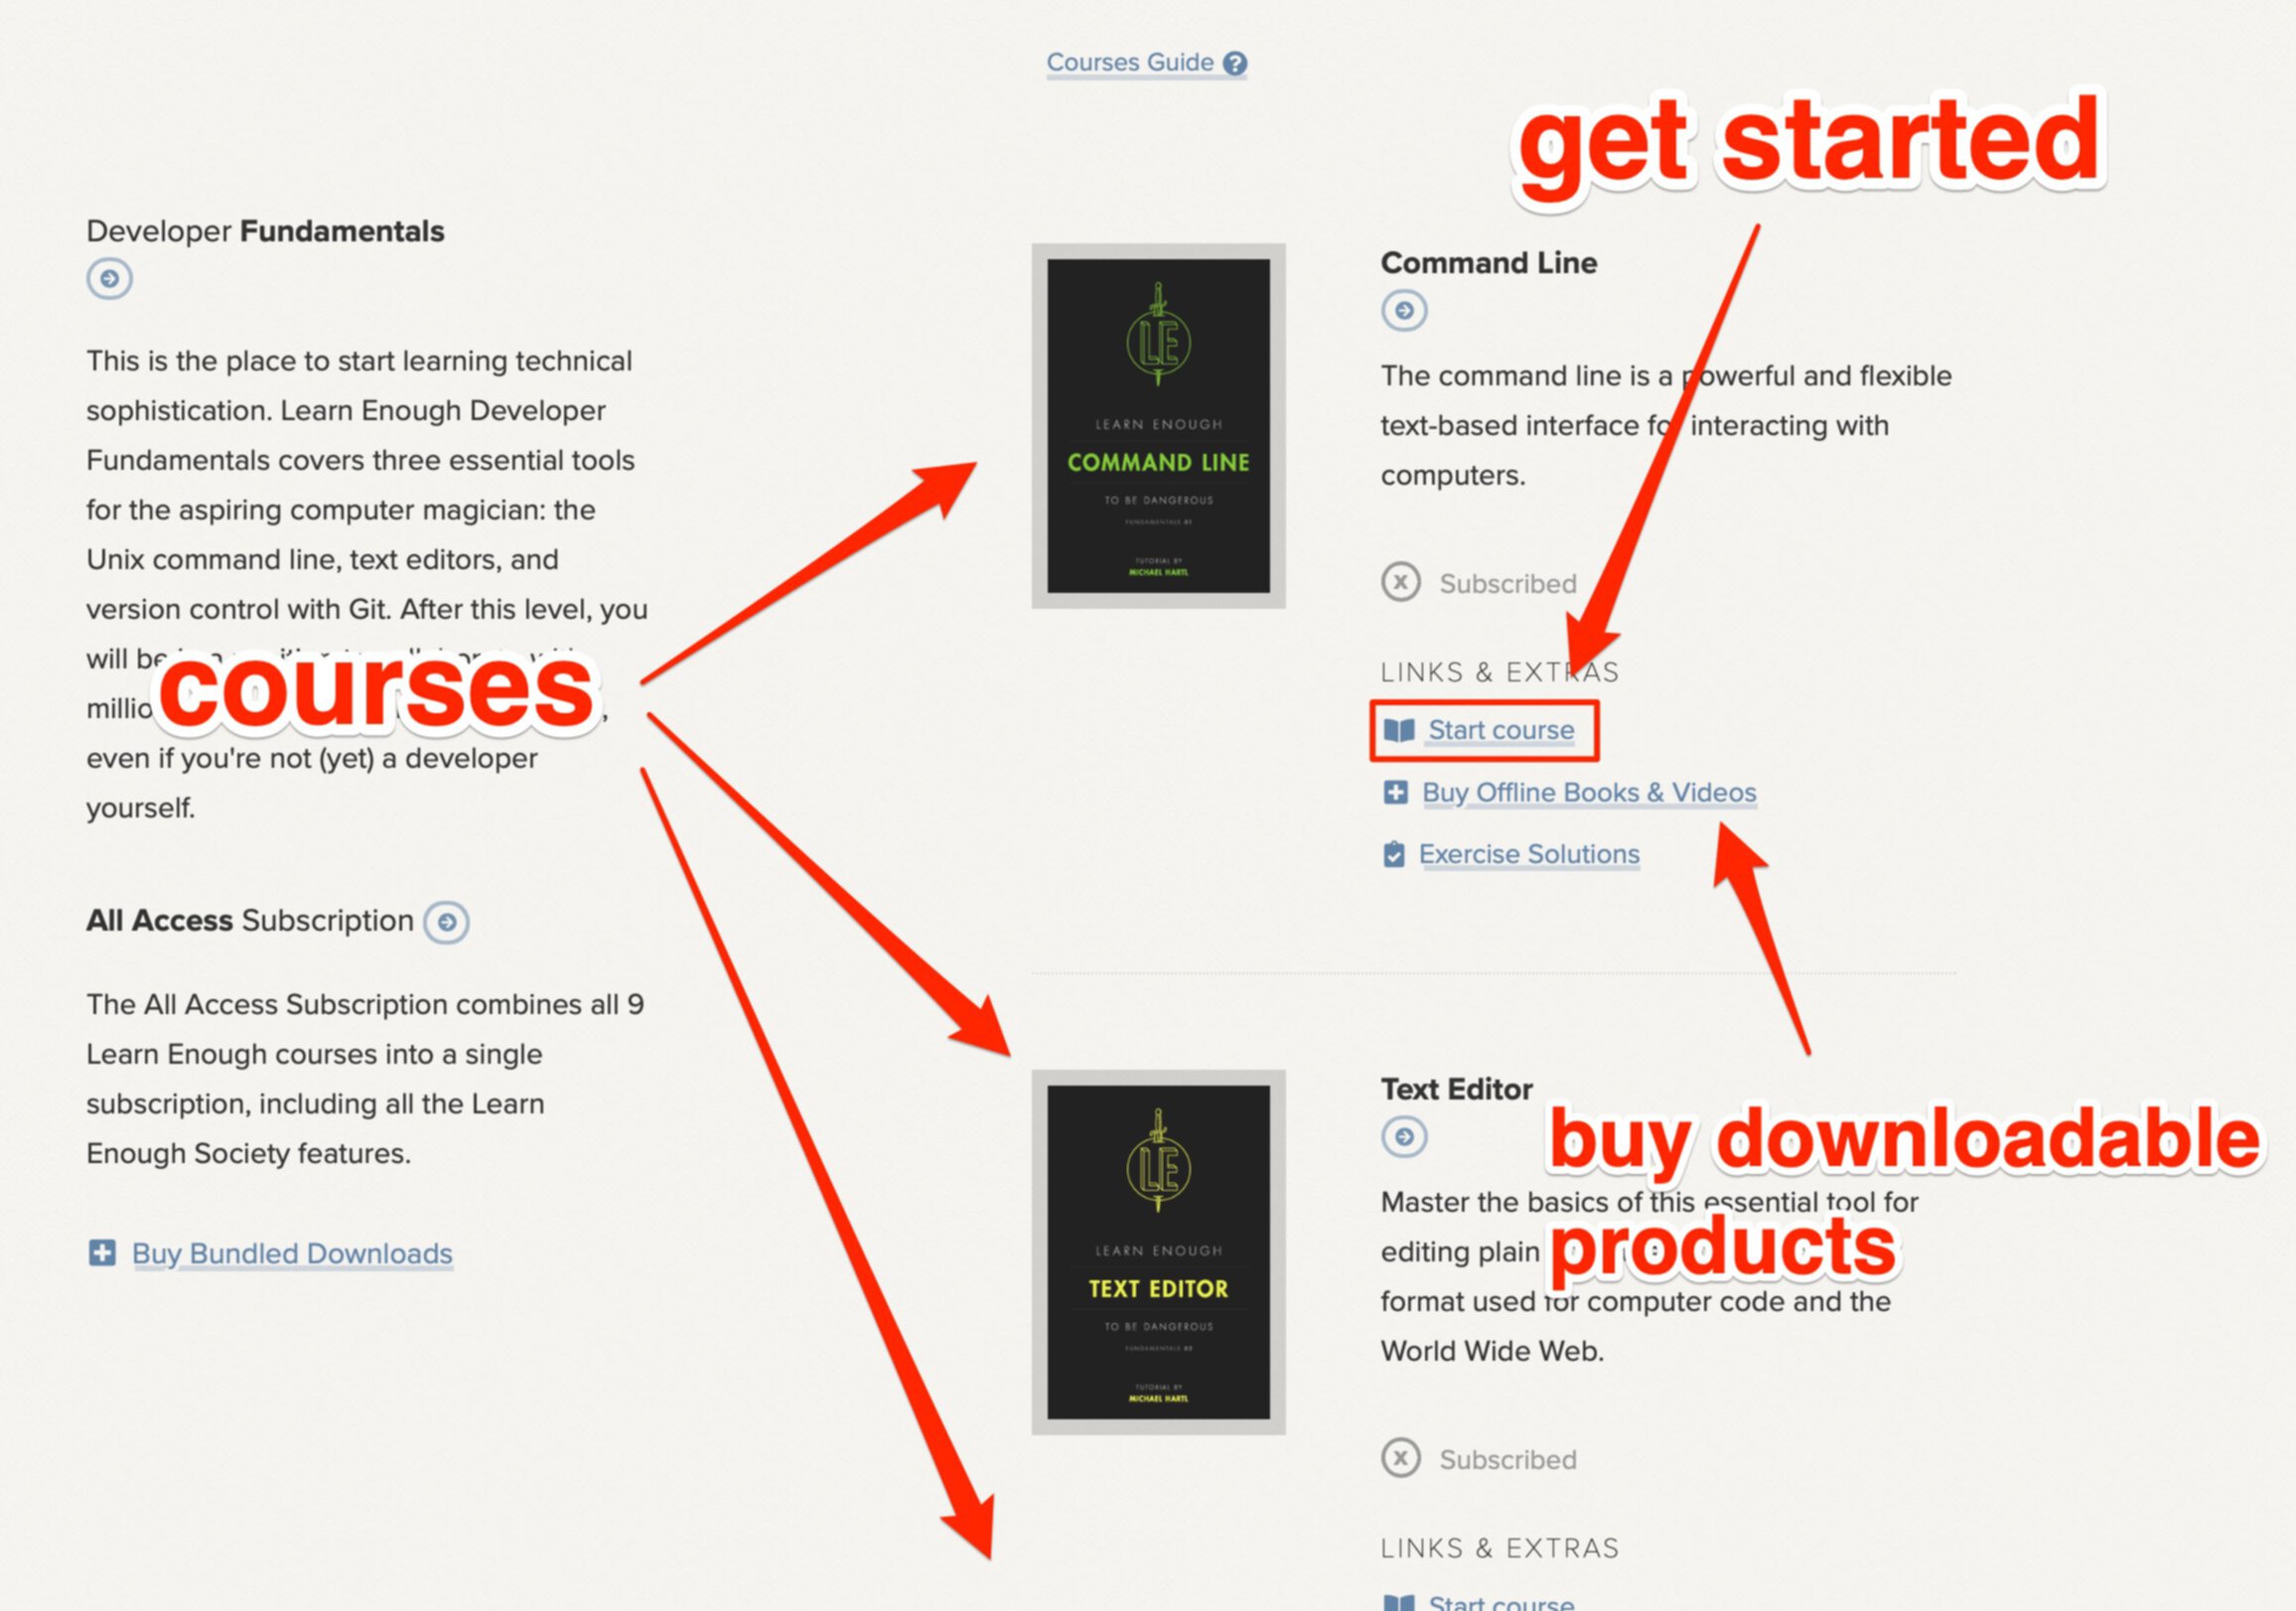 Courses Guide ?
get started
Developer Fundamentals
This is the place to start learning technical
sophistication. Learn Enough Developer
Fundamentals covers three essential tools
for the aspiring computer magician: the
Unix command line, text editors, and
version control with Git. After this level, you
will be
courses
even if you're not (yet) a developer
yourself.
All Access Subscription
The All Access Subscription combines all 9
Learn Enough courses into a single
subscription, including all the Learn
Enough Society features.
Buy Bundled Downloads
LE
LEARN ENOUGH
COMMAND LINE
TO BE DANGEROUS
FUNDAMENTALS 01
TUTORIAL BY
MICHAEL HARTL
Command Line
The command line is a powerful and flexible
text-based interface for interacting with
computers.
x Subscribed
LINKS & EXTRAS
Start course
Buy Offline Books & Videos
Exercise Solutions
LE
LEARN ENOUGH
TEXT EDITOR
TO BE DANGEROUS
FUNDAMENTALS 02
TUTORIAL BY
MICHAEL HARTL
Text Editor
buy downloadable
Master the basics of this essential tool for
editing plain
products
format used for computer code and the
World Wide Web.
x Subscribed
LINKS & EXTRAS
Start course